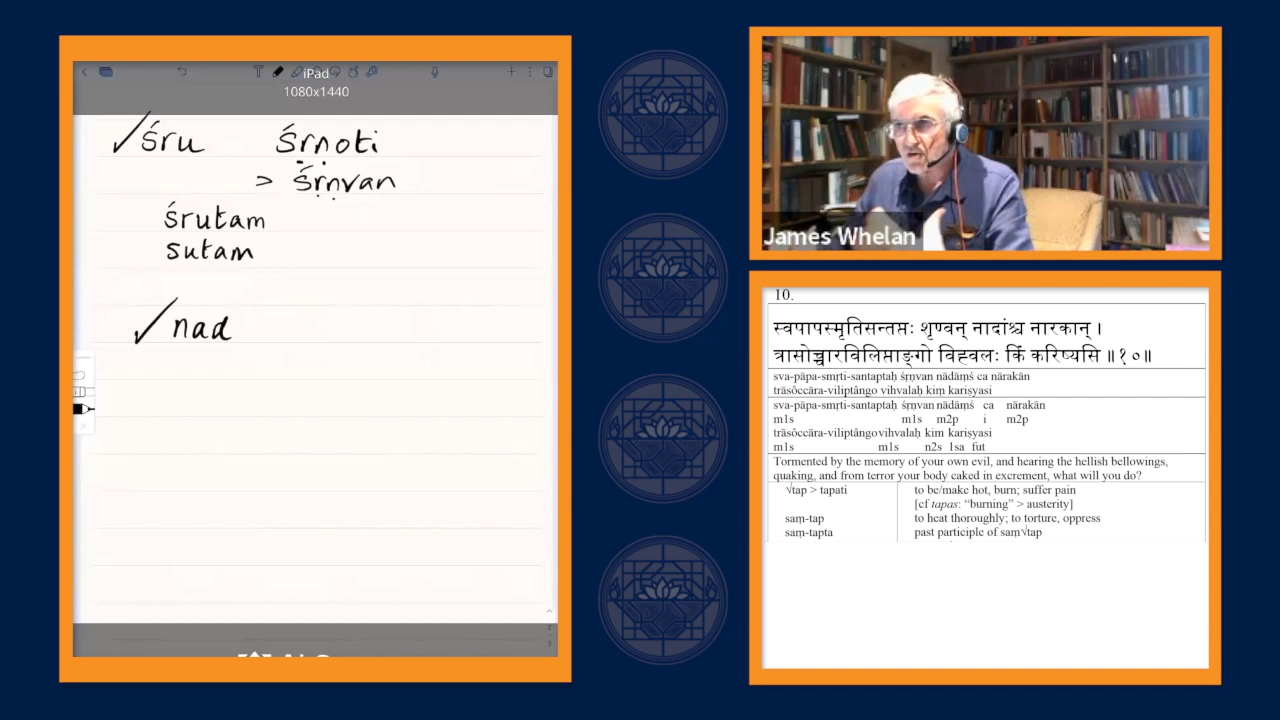 iPad
1080x1440
√śru śṛṇoti
> śṛṇvan
śrutam
sutam
√nad
James Whelan
10.
स्वपापस्मृतिसन्तप्तः शृण्वन् नादांश्च नारकान् ।
त्रासोच्चारविलिप्ताङ्गो विह्वलः किं करिष्यसि ॥१०॥
sva-pāpa-smṛti-santaptaḥ śṛṇvan nādāṃś ca nārakān
trāsôccāra-viliptângo vihvalaḥ kiṃ kariṣyasi
sva-pāpa-smṛti-santaptaḥ śṛṇvan nādāṃś ca nārakān
m1s m1s m2p i m2p
trāsôccāra-viliptângo vihvalaḥ kim kariṣyasi
m1s m1s n2s 1sa fut
Tormented by the memory of your own evil, and hearing the hellish bellowings,
quaking, and from terror your body caked in excrement, what will you do?
√tap > tapati to be/make hot, burn; suffer pain
[cf tapas: “burning” > austerity]
saṃ-tap to heat thoroughly; to torture, oppress
saṃ-tapta past participle of saṃ√tap